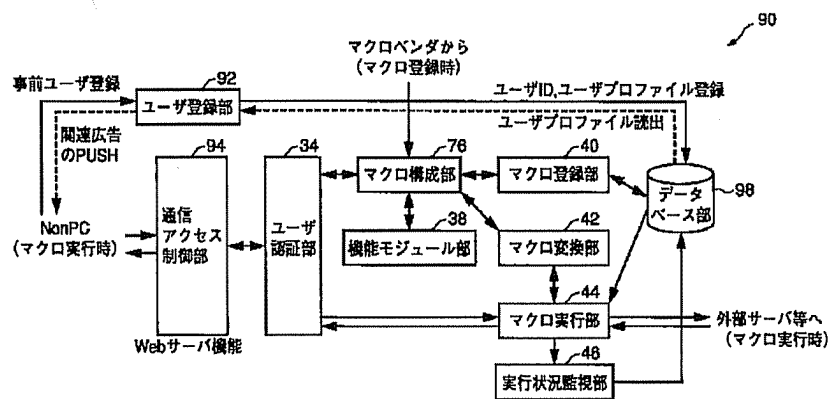 90
マクロベンダから
(マクロ登録時)
事前ユーザ登録
92
ユーザ登録部
ユーザID,ユーザプロファイル登録
ユーザプロファイル読出
関連広告
のPUSH
94
34
76
40
マクロ構成部
マクロ登録部
データ
ベース部
98
NonPC
(マクロ実行時)
通信
アクセス
制御部
ユーザ
認証部
38
機能モジュール部
42
マクロ変換部
44
マクロ実行部
外部サーバ等へ
(マクロ実行時)
Webサーバ機能
46
実行状況監視部